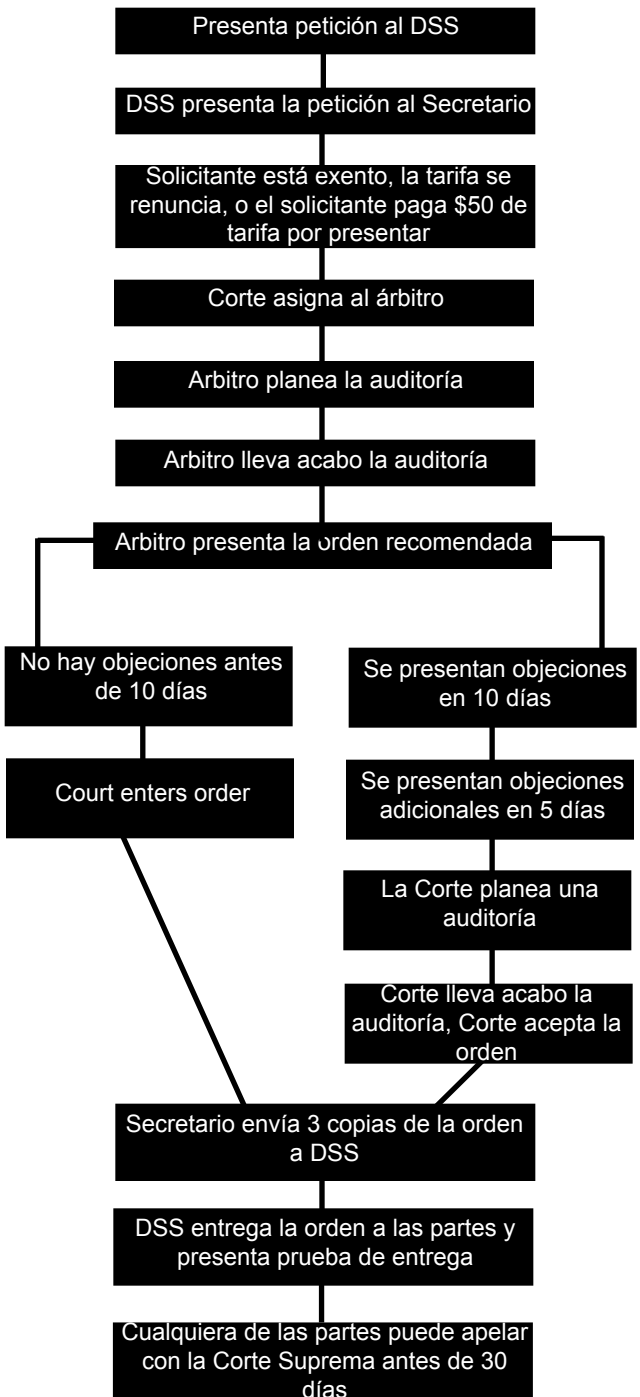 Presenta petición al DSS
DSS presenta la petición al Secretario
Solicitante está exento, la tarifa se
renuncia, o el solicitante paga $50 de
tarifa por presentar
Corte asigna al árbitro
Arbitro planea la auditoría
Arbitro lleva acabo la auditoría
Arbitro presenta la orden recomendada
No hay objeciones antes
de 10 días
Court enters order
Se presentan objeciones
en 10 días
Se presentan objeciones
adicionales en 5 días
La Corte planea una
auditoría
Corte lleva acabo la
auditoría, Corte acepta la
orden
Secretario envía 3 copias de la orden
a DSS
DSS entrega la orden a las partes y
presenta prueba de entrega
Cualquiera de las partes puede apelar
con la Corte Suprema antes de 30
días